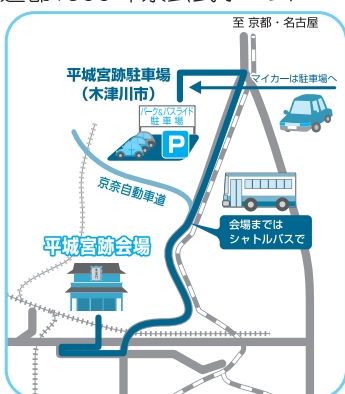 至 京都・名古屋
平城宮跡駐車場
（木津川市）
マイカーは駐車場へ
パーク&バスライド
駐車場
P
京奈自動車道
会場までは
シャトルバスで
平城宮跡会場